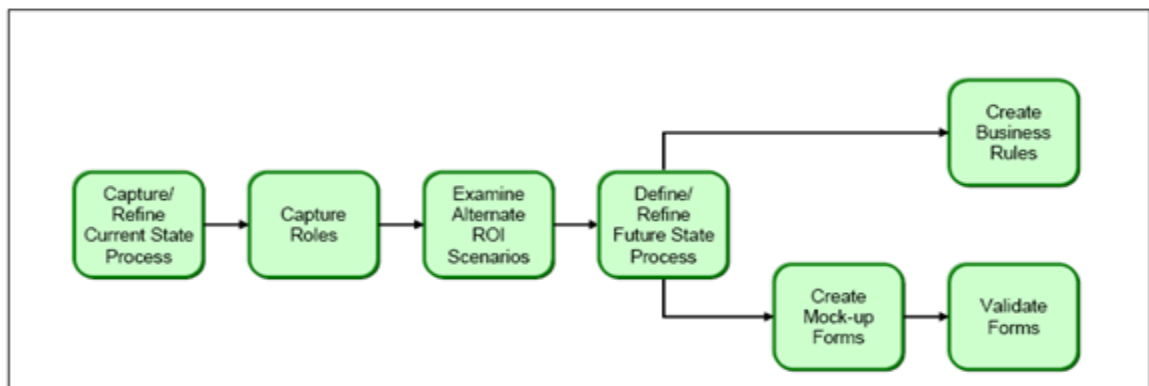 Capture/
Refine
Current State
Process
Capture
Roles
Examine
Alternate
ROI
Scenarios
Define/
Refine
Future State
Process
Create
Business
Rules
Create
Mock-up
Forms
Validate
Forms